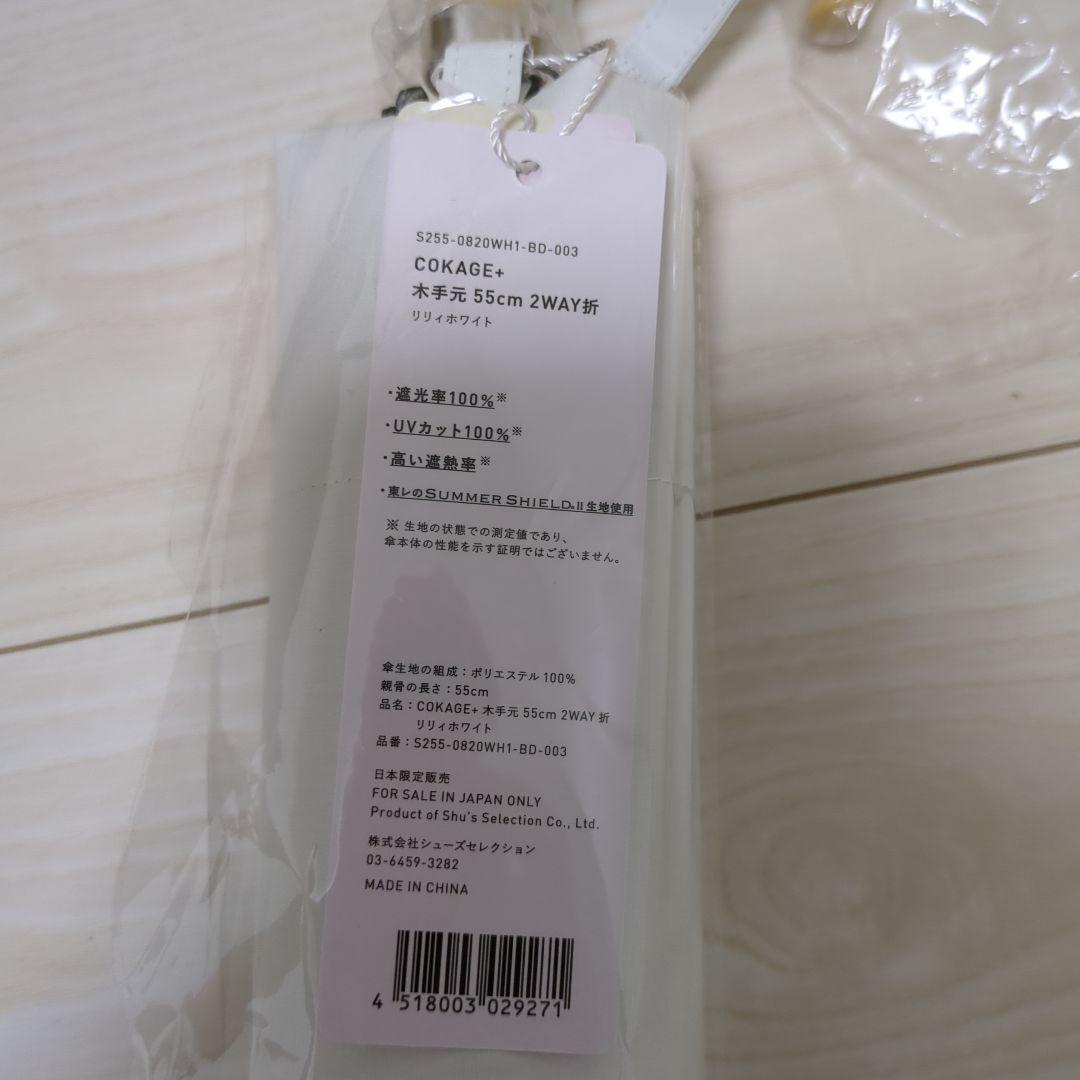 S255-0820WH1-BD-003
COKAGE+
木手元 55cm 2WAY折
リリィホワイト
・遮光率100%※
・UVカット100%※
・高い遮熱率※
・東レのSUMMER SHIELD®II生地使用
※ 生地の状態での測定値であり、
傘本体の性能を示す証明ではございません。
傘生地の組成：ポリエステル 100%
親骨の長さ：55cm
品名：COKAGE+ 木手元 55cm 2WAY 折
リリィホワイト
品番：S255-0820WH1-BD-003
日本限定販売
FOR SALE IN JAPAN ONLY
Product of Shu's Selection Co., Ltd.
株式会社シューズセレクション
03-6459-3282
MADE IN CHINA
4 518003 029271